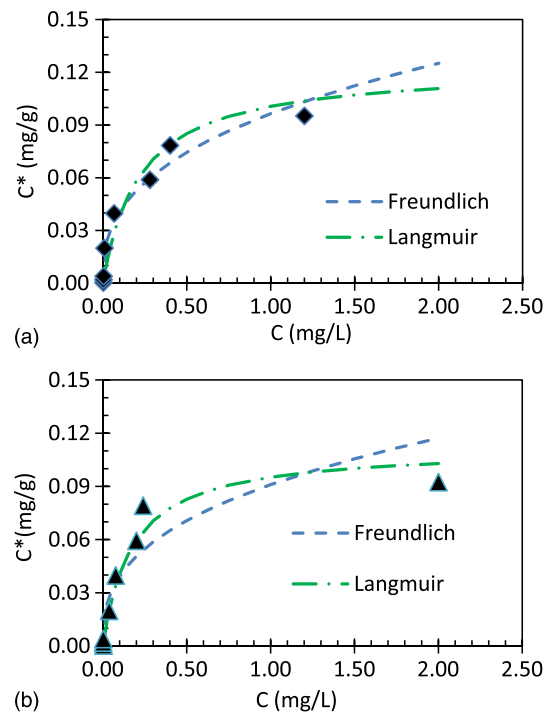 0.15
0.12
0.09
0.06
0.03
0.00
C* (mg/g)
Freundlich
Langmuir
0.00 0.50 1.00 1.50 2.00 2.50
(a) C (mg/L)
0.15
0.12
0.09
0.06
0.03
0.00
C*(mg/g)
Freundlich
Langmuir
0.00 0.50 1.00 1.50 2.00 2.50
(b) C (mg/L)